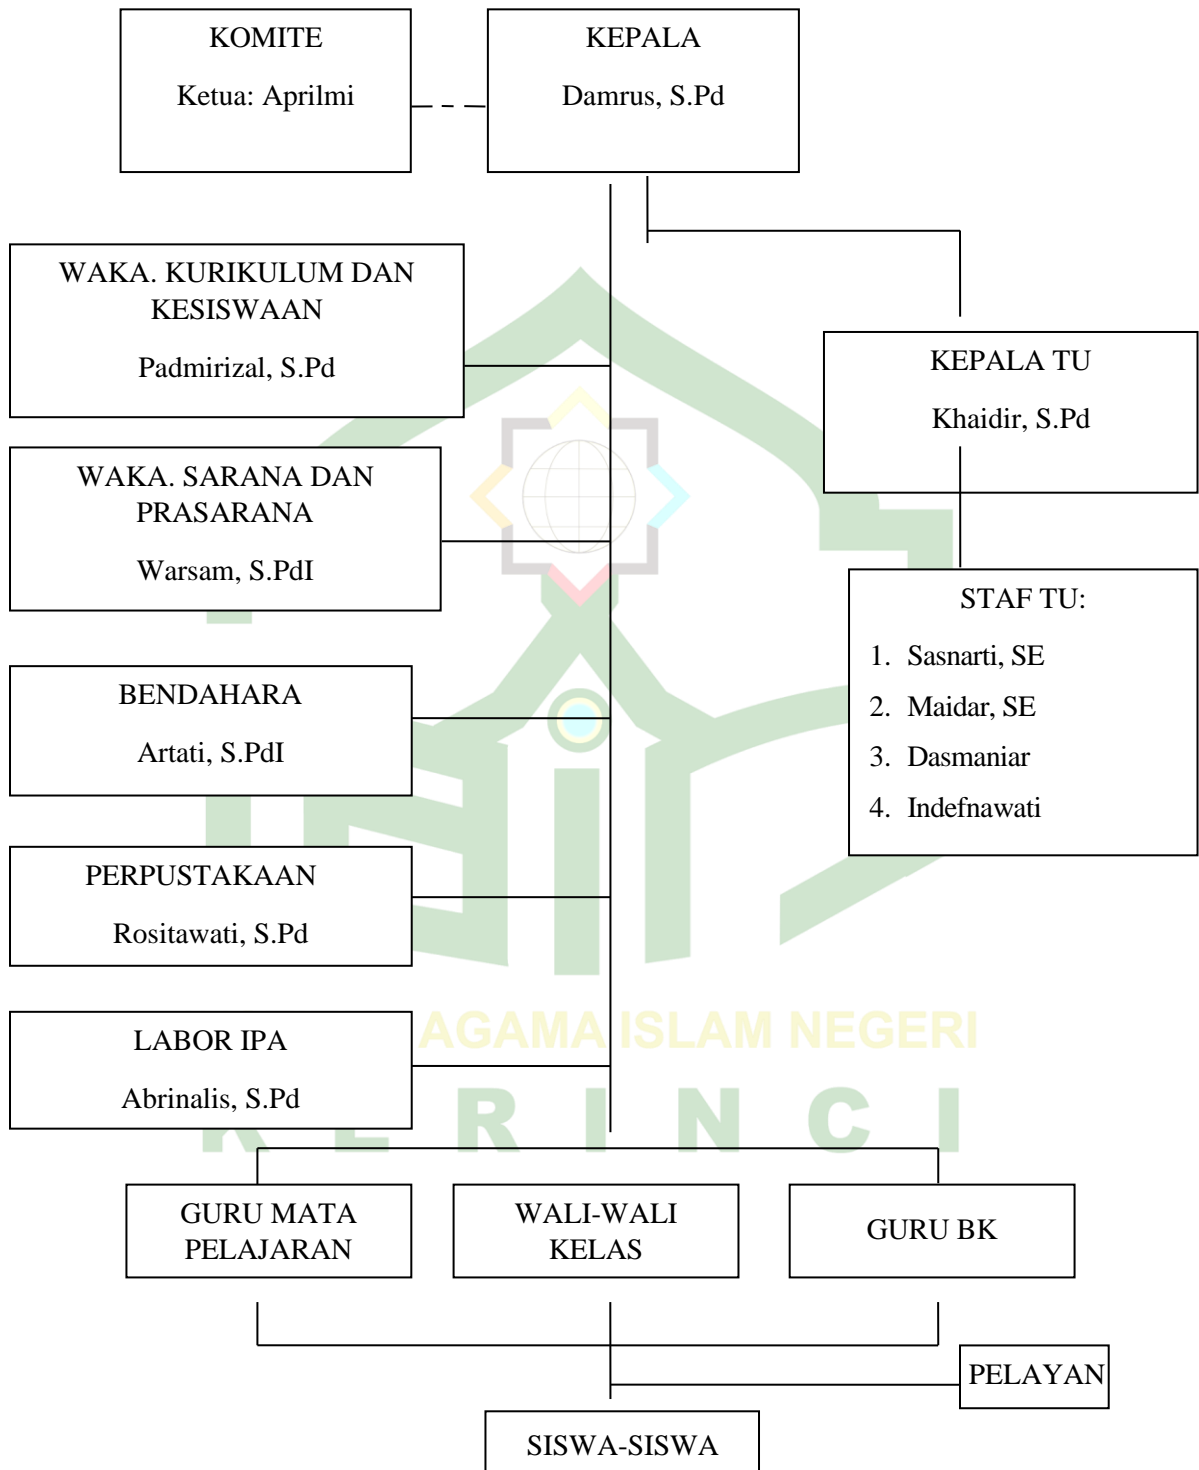 KOMITE
Ketua: Aprilmi
KEPALA
Damrus, S.Pd
WAKA. KURIKULUM DAN
KESISWAAN
Padmirizal, S.Pd
KEPALA TU
Khaidir, S.Pd
WAKA. SARANA DAN
PRASARANA
Warsam, S.PdI
STAF TU:
1. Sasnarti, SE
2. Maidar, SE
3. Dasmaniar
4. Indefnawati
BENDAHARA
Artati, S.PdI
PERPUSTAKAAN
Rositawati, S.Pd
LABOR IPA
Abrinalis, S.Pd
AGAMA ISLAM NEGERI
KERINCI
GURU MATA
PELAJARAN
WALI-WALI
KELAS
GURU BK
PELAYAN
SISWA-SISWA